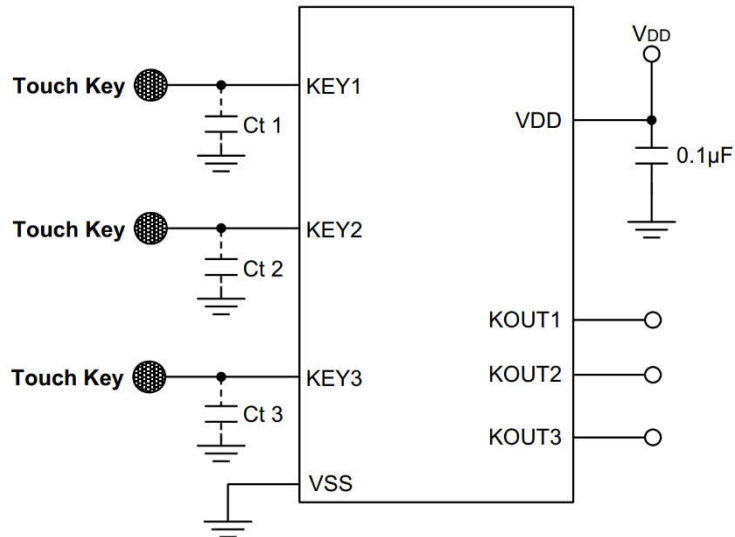 VDD
Touch Key
KEY1
VDD
Ct 1
0.1µF
Touch Key
KEY2
Ct 2
KOUT1
Touch Key
KEY3
KOUT2
Ct 3
KOUT3
VSS